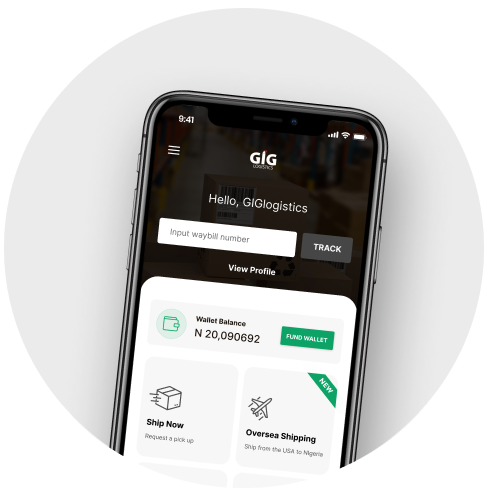 9:41
GIG
LOGISTICS
Hello, GIGlogistics
Input waybill number
TRACK
View Profile
Wallet Balance
N 20,090692
FUND WALLET
NEW
Ship Now
Request a pick up
Oversea Shipping
Ship from the USA to Nigeria